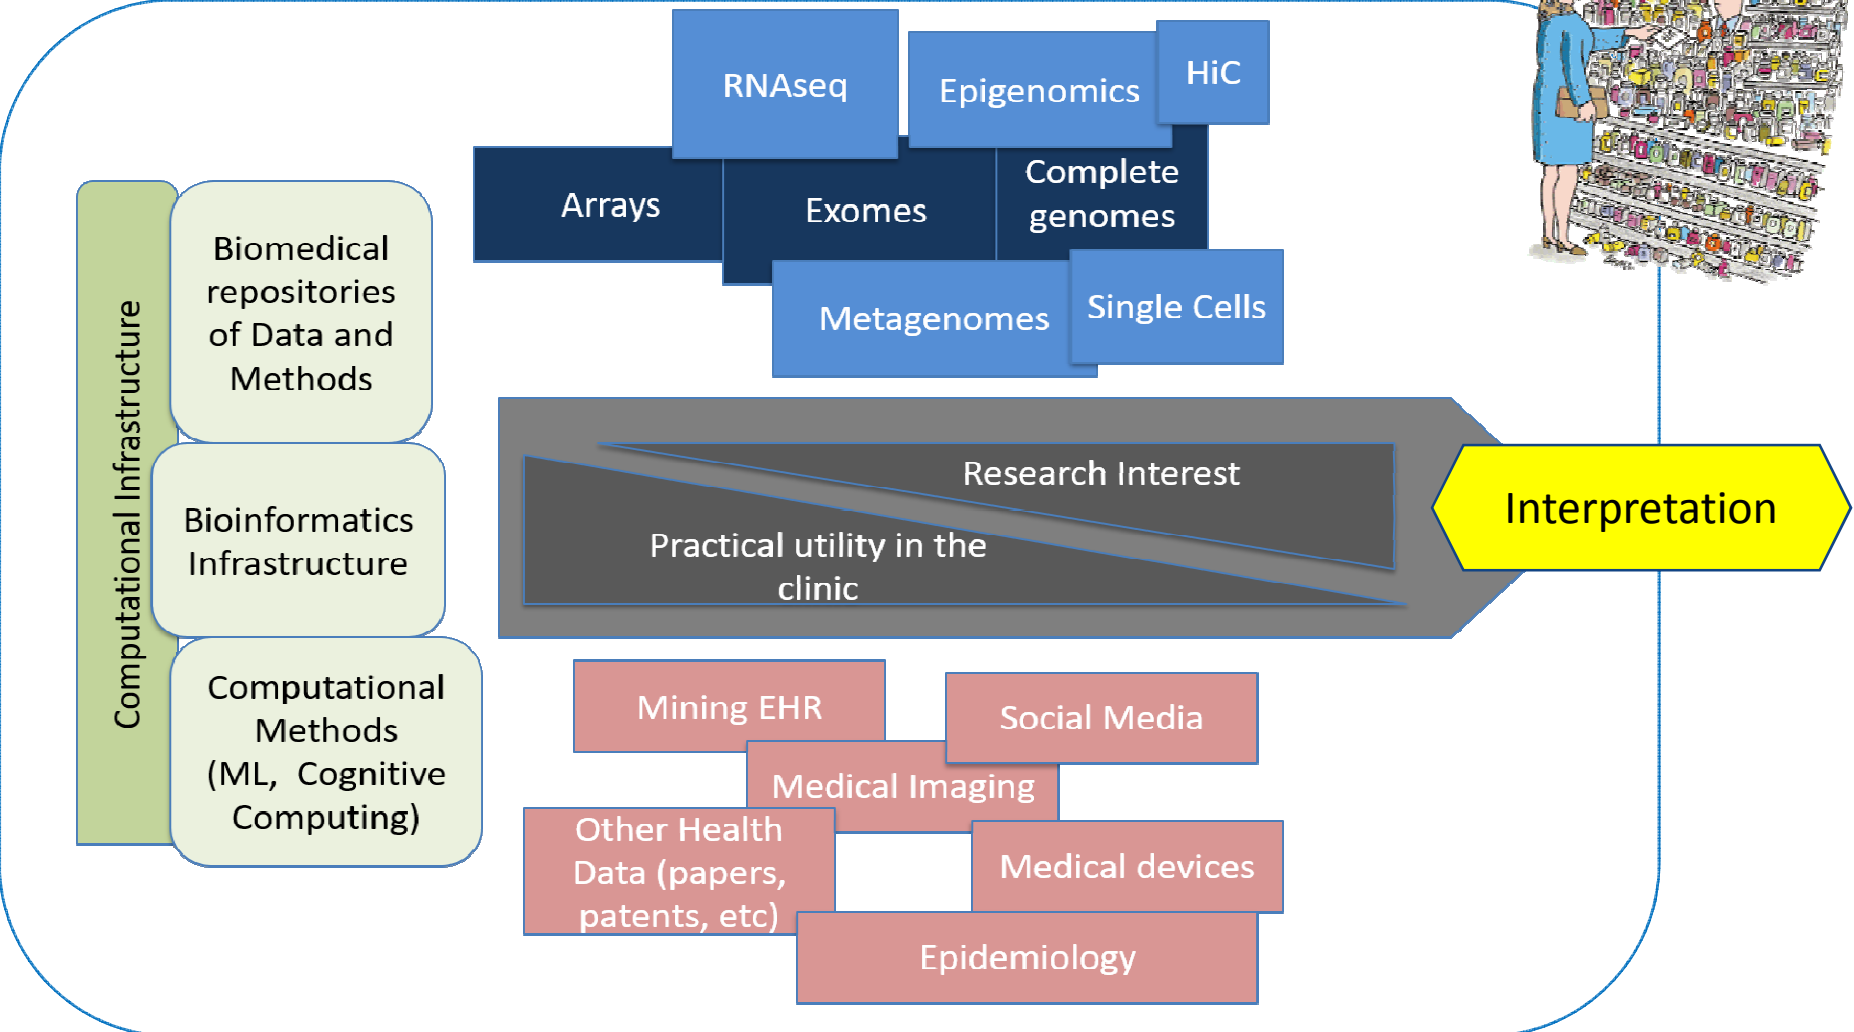 RNAseq
Epigenomics
HiC
Arrays
Exomes
Complete
genomes
Metagenomes
Single Cells
Computational Infrastructure
Biomedical
repositories
of Data and
Methods
Bioinformatics
Infrastructure
Computational
Methods
(ML, Cognitive
Computing)
Research Interest
Practical utility in the
clinic
Interpretation
Mining EHR
Social Media
Medical Imaging
Other Health
Data (papers,
patents, etc)
Medical devices
Epidemiology